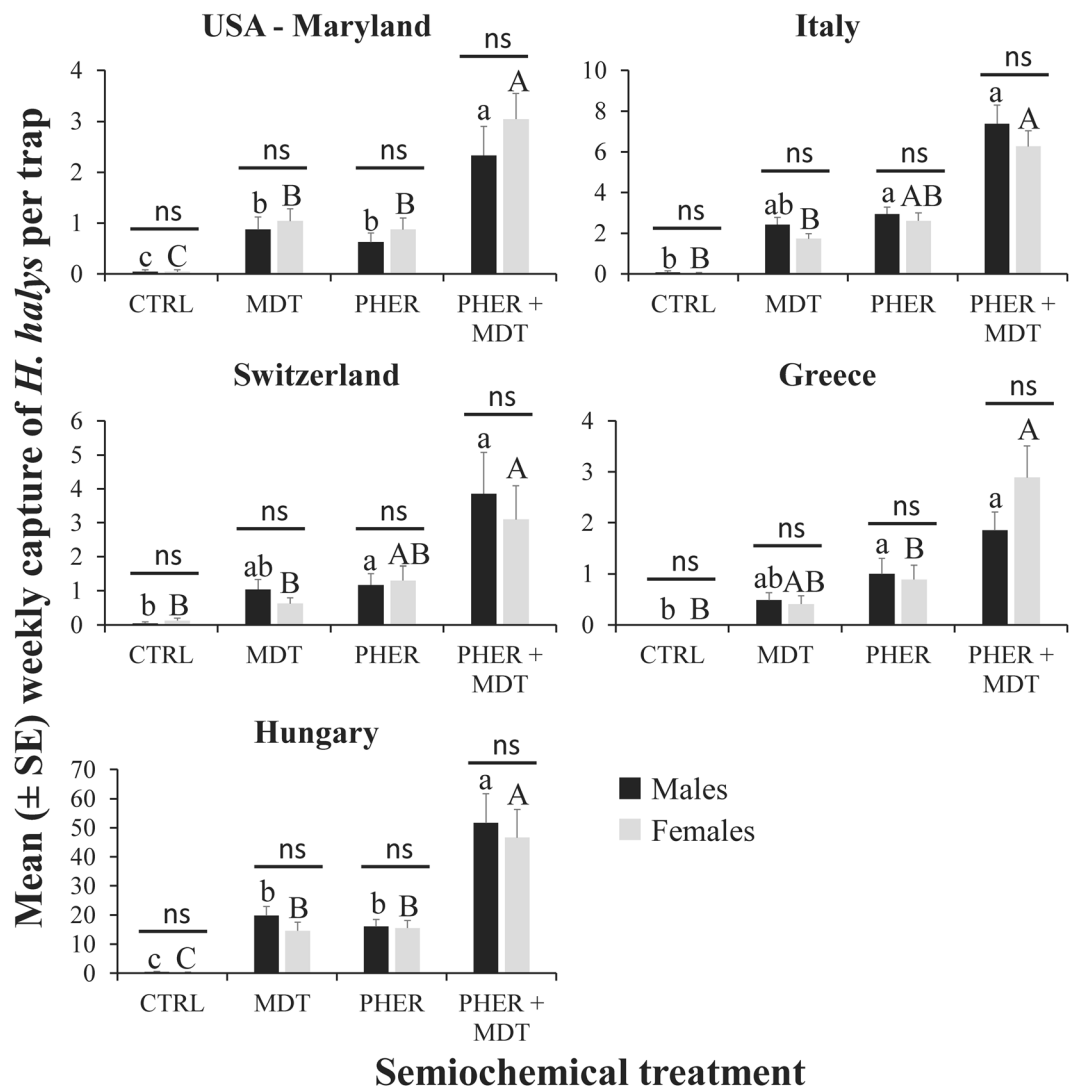 Mean (± SE) weekly capture of H. halys per trap
USA - Maryland
4
3
2
1
0
ns
c C
ns
b B
ns
b B
ns
a A
CTRL MDT PHER PHER +
MDT
Italy
10
8
6
4
2
0
ns
b B
ns
ab B
ns
a AB
ns
a A
CTRL MDT PHER PHER +
MDT
Switzerland
6
5
4
3
2
1
0
ns
b B
ns
ab B
ns
a AB
ns
a A
CTRL MDT PHER PHER +
MDT
Greece
4
3
2
1
0
ns
b B
ns
ab AB
ns
a B
ns
a A
CTRL MDT PHER PHER +
MDT
Hungary
70
60
50
40
30
20
10
0
ns
c C
ns
b B
ns
b B
ns
a A
CTRL MDT PHER PHER +
MDT
Males
Females
Semiochemical treatment